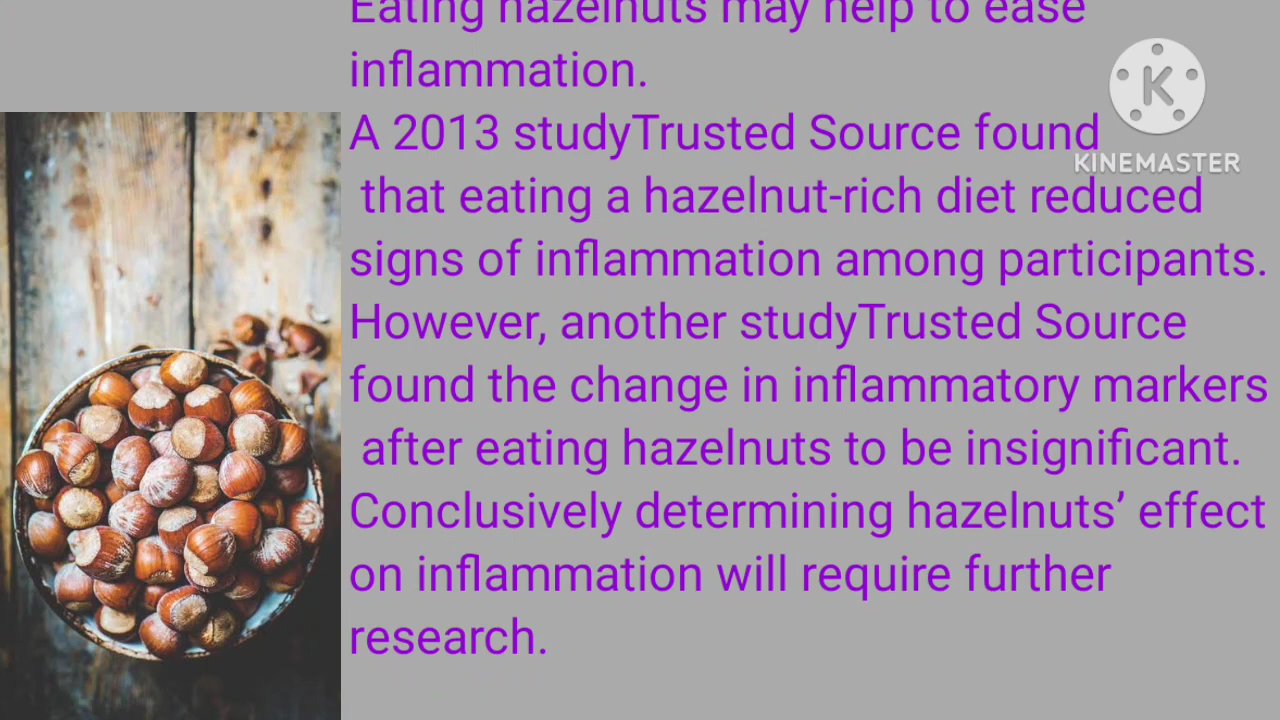 Eating hazelnuts may help to ease
inflammation.
A 2013 studyTrusted Source found
that eating a hazelnut-rich diet reduced
signs of inflammation among participants.
However, another studyTrusted Source
found the change in inflammatory markers
after eating hazelnuts to be insignificant.
Conclusively determining hazelnuts’ effect
on inflammation will require further
research.
K
KINEMASTER